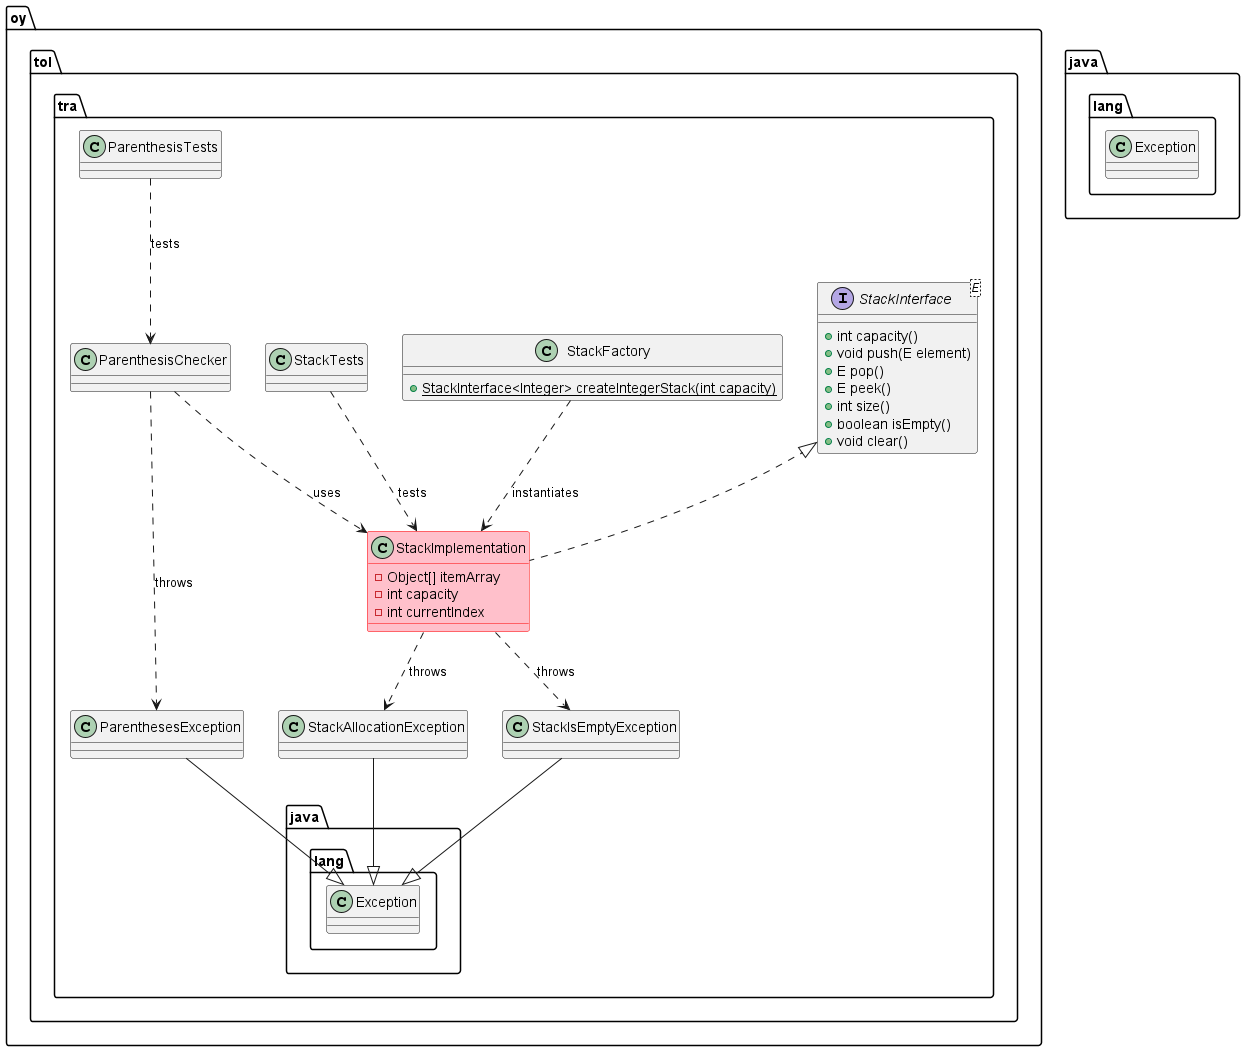 oy
tol
java
tra
lang
C ParenthesisTests
C Exception
tests
I StackInterface
E
int capacity()
void push(E element)
E pop()
E peek()
int size()
boolean isEmpty()
void clear()
C ParenthesisChecker
C StackTests
C StackFactory
StackInterface<Integer> createIntegerStack(int capacity)
uses
tests
instantiates
C StackImplementation
Object[] itemArray
int capacity
int currentIndex
throws
throws
throws
C ParenthesesException
C StackAllocationException
C StackIsEmptyException
java
lang
C Exception